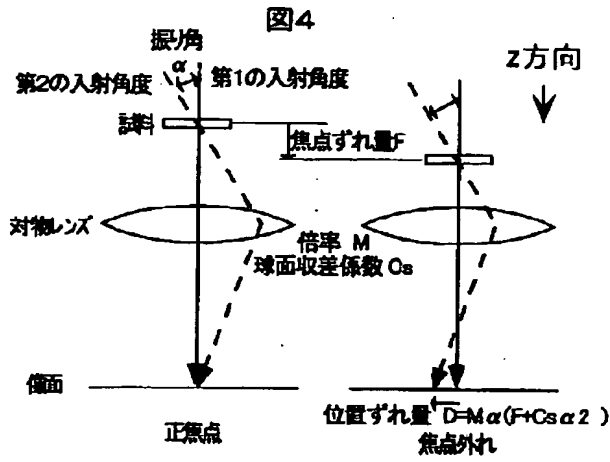 図4
振り角
α
第2の入射角度
第1の入射角度
z方向
試料
焦点ずれ量F
対物レンズ
倍率 M
球面収差係数 Cs
像面
位置ずれ量 D=Mα(F+Csα2 )
正焦点
焦点外れ